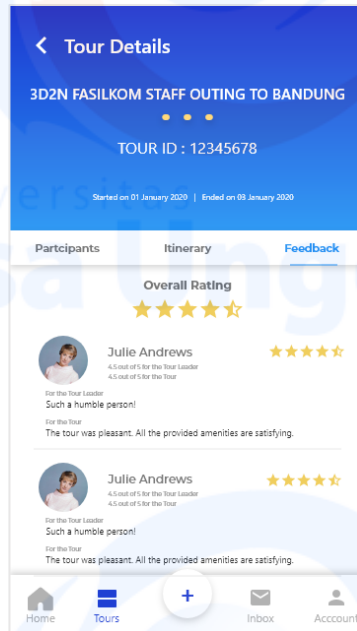 Tour Details
3D2N FASILKOM STAFF OUTING TO BANDUNG
TOUR ID : 12345678
Started on 01 January 2020 | Ended on 03 January 2020
Partcipants Itinerary Feedback
Overall Rating
Julie Andrews
4.5 out of 5 for the Tour Leader
4.5 out of 5 for the Tour
For the Tour Leader
Such a humble person!
For the Tour
The tour was pleasant. All the provided amenities are satisfying.
Julie Andrews
4.5 out of 5 for the Tour Leader
4.5 out of 5 for the Tour
For the Tour Leader
Such a humble person!
For the Tour
The tour was pleasant. All the provided amenities are satisfying.
Home Tours + Inbox Acccount